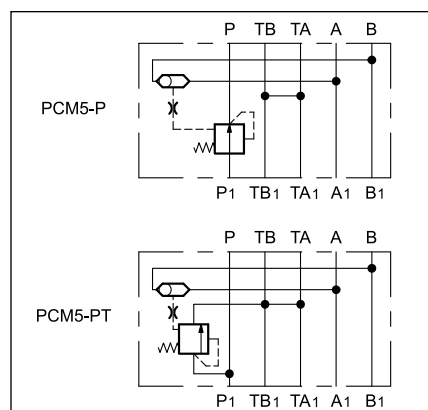 P TB TA A B
PCM5-P
P1 TB1 TA1 A1 B1
P TB TA A B
PCM5-PT
P1 TB1 TA1 A1 B1